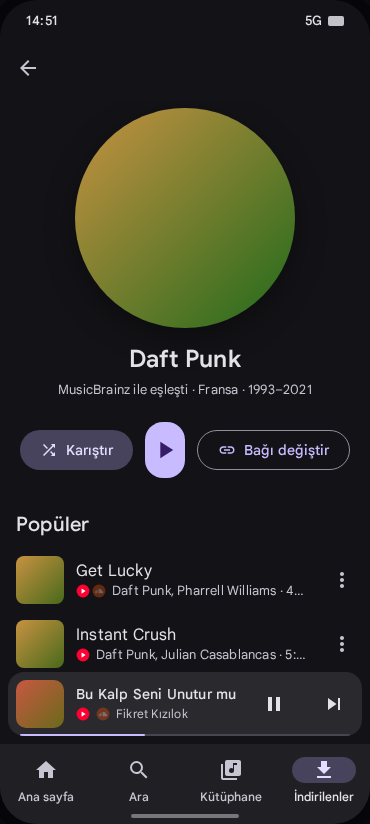 14:51
5G
Daft Punk
MusicBrainz ile eşleşti · Fransa · 1993–2021
Karıştır
Bağı değiştir
Popüler
Get Lucky
Daft Punk, Pharrell Williams · 4...
Instant Crush
Daft Punk, Julian Casablancas · 5:...
Bu Kalp Seni Unutur mu
Fikret Kızılok
Ana sayfa
Ara
Kütüphane
İndirilenler